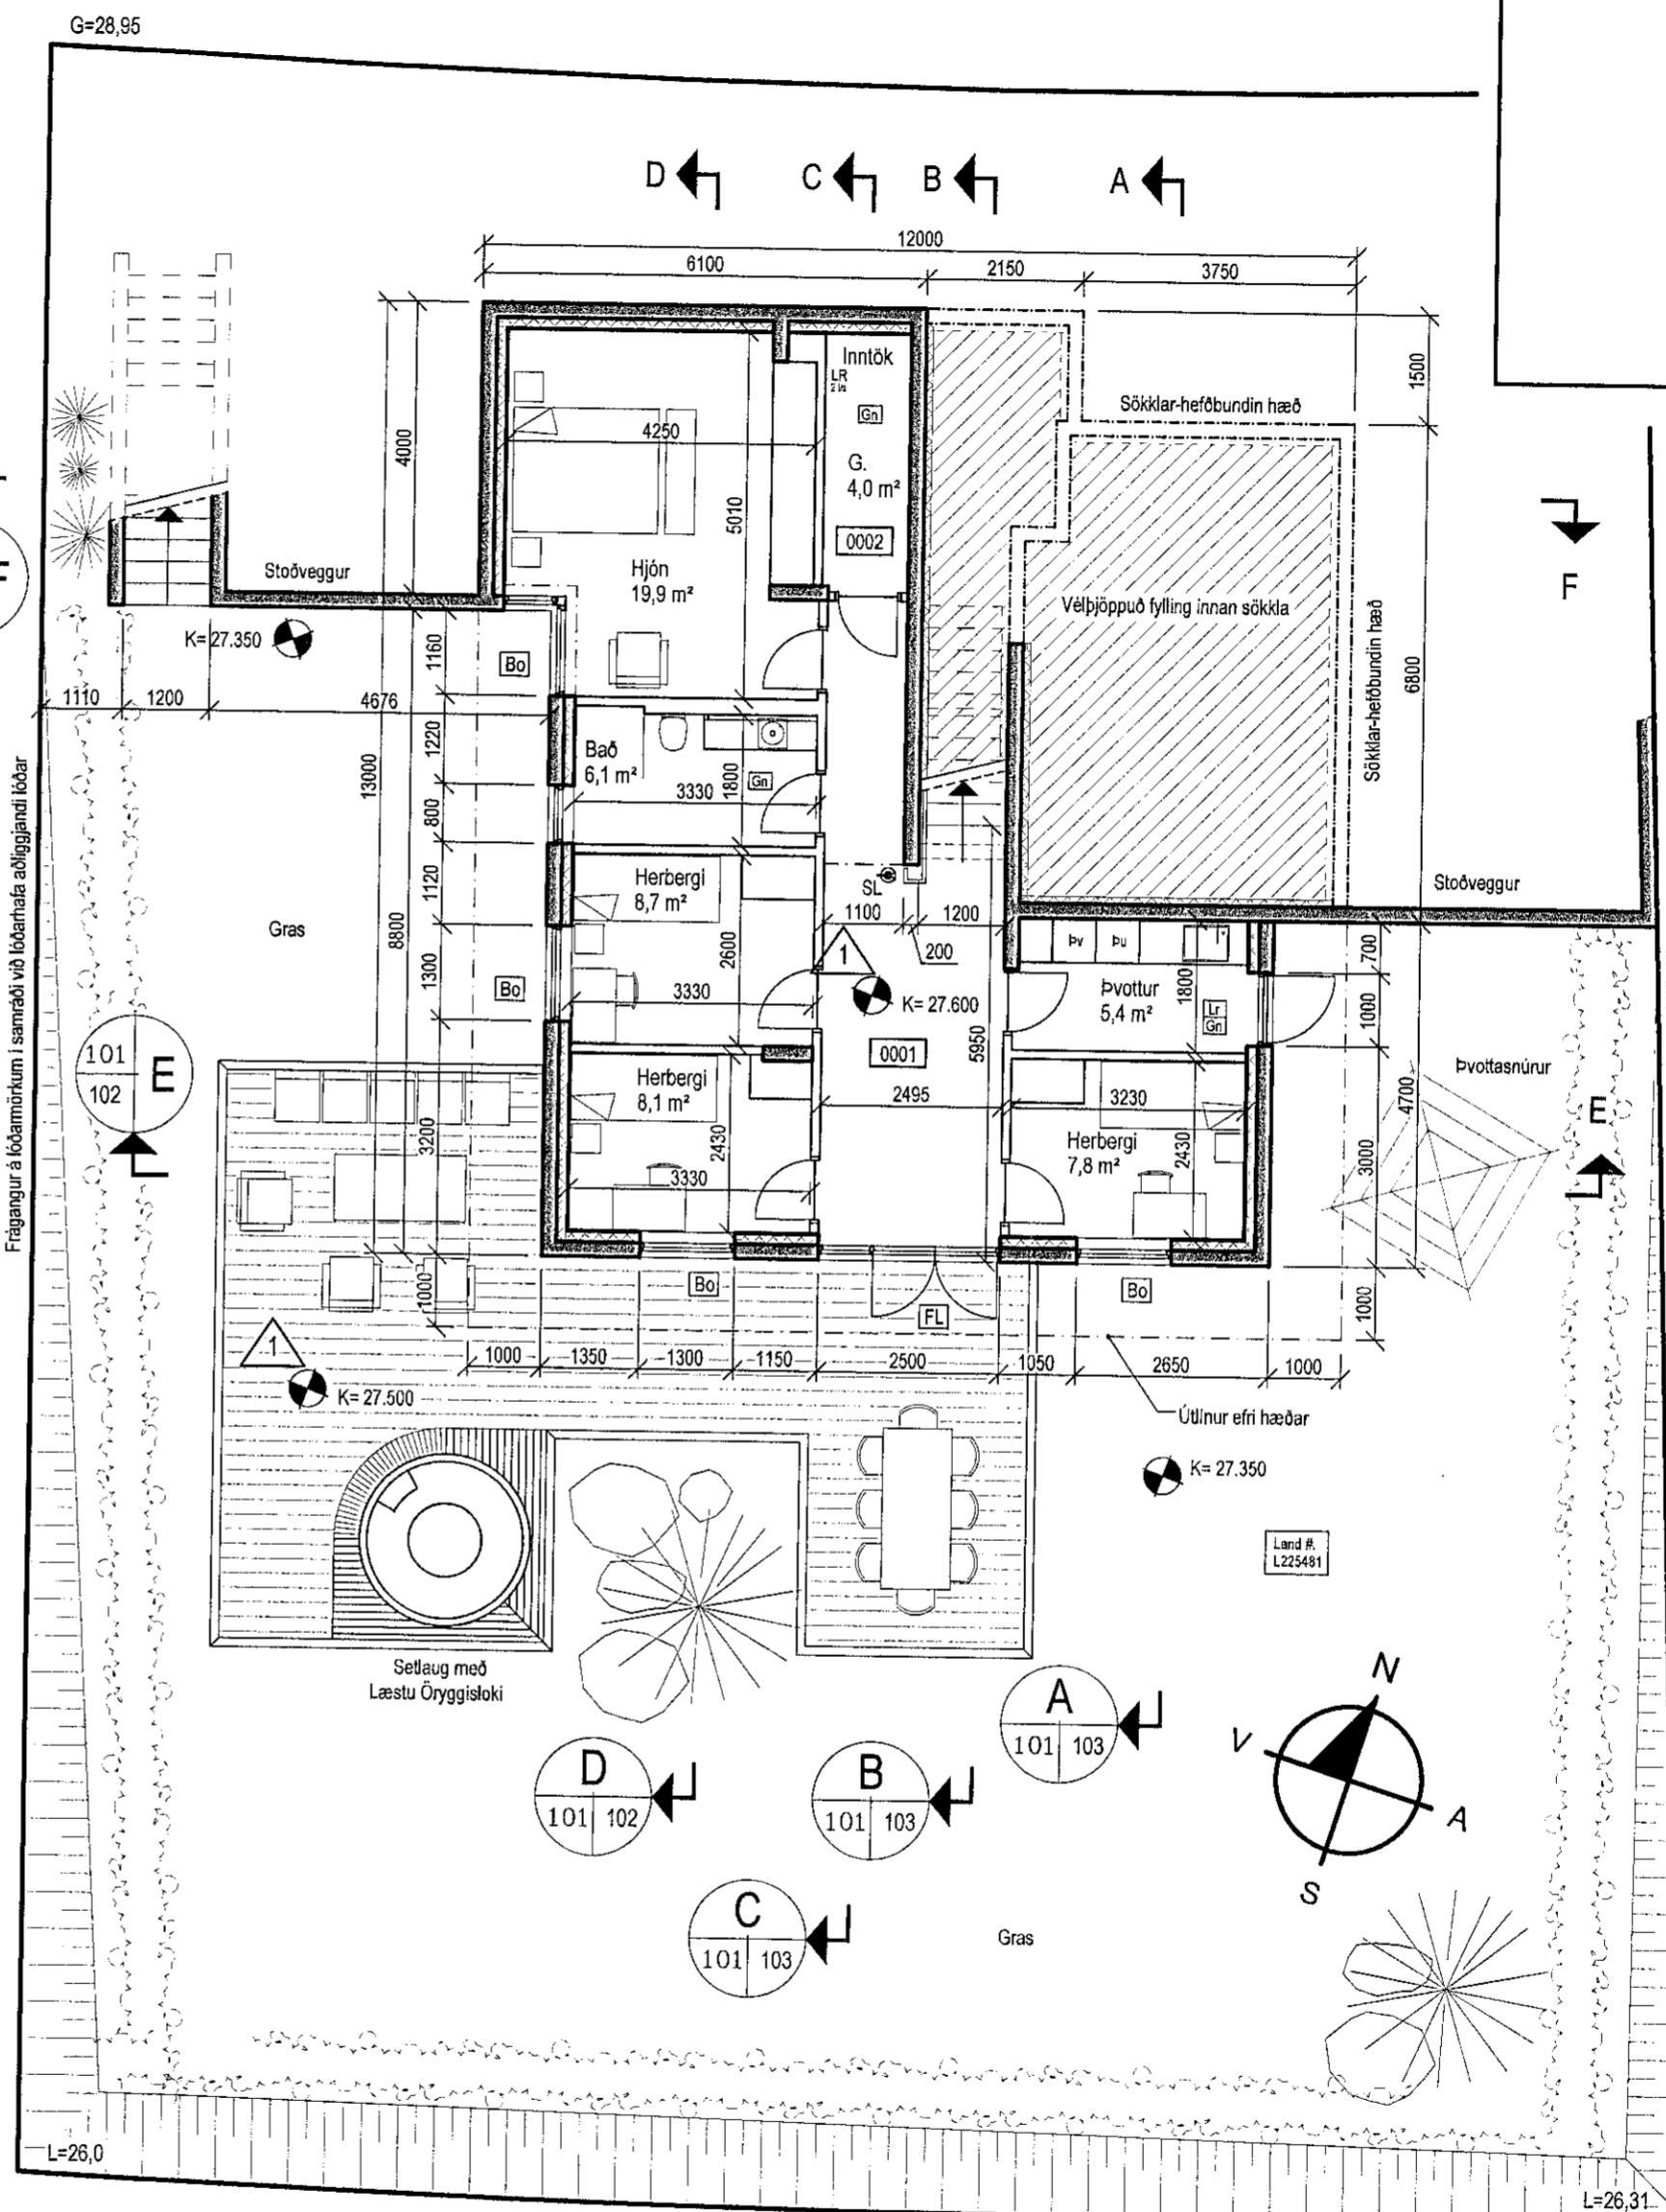 G=28,95
D
C
B
A
12000
6100
2150
3750
1500
Inntök
LR
Gn
Sökklar-hefðbundin hæð
4000
4250
G.
4,0 m²
5010
0002
Hjón
19,9 m²
Stoðveggur
F
Vélþjöppuð fylling innan sökkla
K= 27.350
1160
Bo
6800
Sökklar-hefðbundin hæð
1110
1200
4676
Bað
6,1 m²
1220
Gn
1800
3330
13000
800
Frágangur á lóðarmörkum í samráði við lóðarhafa aðliggjandi lóðar
Herbergi
8,7 m²
1120
SL
Stoðveggur
1100
1200
200
Gras
8800
2600
1
Þv
Þu
700
1300
Bo
3330
K= 27.600
Þvottur
5,4 m²
1800
Lr
Gn
1000
101
102
E
0001
5950
Herbergi
8,1 m²
2495
3230
Þvottasnúrur
4700
E
3200
2430
3330
Herbergi
7,8 m²
2430
3000
1000
Bo
FL
Bo
1000
1
1000
1350
1300
1150
2500
1050
2650
1000
K= 27.500
Útlínur efri hæðar
K= 27.350
Land #.
L225481
Setlaug með
Læstu Öryggisloki
A
101
103
N
V
A
S
D
101
102
B
101
103
C
101
103
Gras
L=26,0
L=26,31